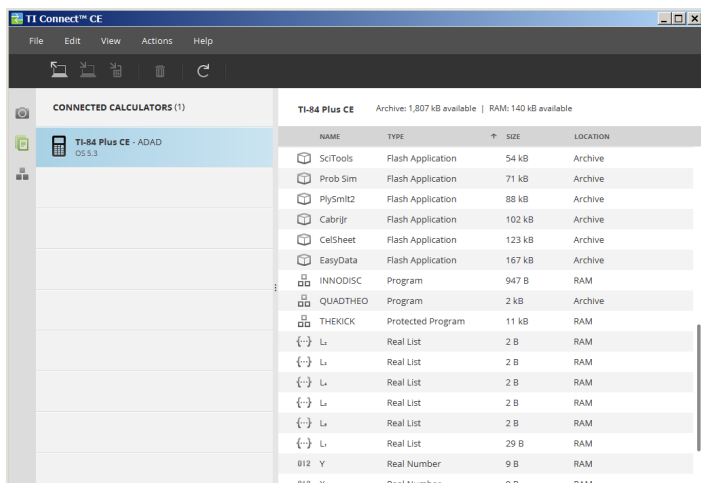 TI Connect™ CE
File Edit View Actions Help
CONNECTED CALCULATORS (1)
TI-84 Plus CE - ADAD
OS 5.3
TI-84 Plus CE Archive: 1,807 kB available | RAM: 140 kB available
NAME TYPE SIZE LOCATION
SciTools Flash Application 54 kB Archive
Prob Sim Flash Application 71 kB Archive
PlySmlt2 Flash Application 88 kB Archive
CabriJr Flash Application 102 kB Archive
CelSheet Flash Application 123 kB Archive
EasyData Flash Application 167 kB Archive
INNODISC Program 947 B RAM
QUADTHEO Program 2 kB Archive
THEKICK Protected Program 11 kB RAM
L Real List 2 B RAM
L Real List 2 B RAM
L Real List 2 B RAM
L Real List 2 B RAM
L Real List 2 B RAM
L₁ Real List 29 B RAM
012 Y Real Number 9 B RAM